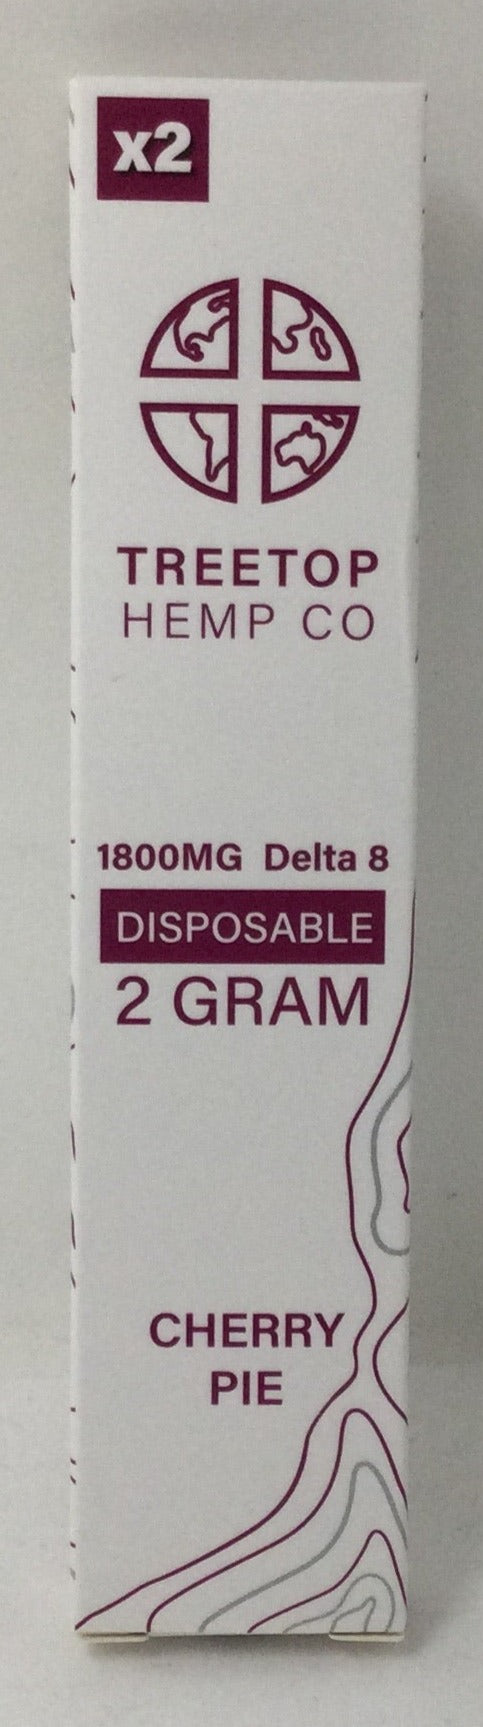 x2
TREETOP
HEMP CO
1800MG Delta 8
DISPOSABLE
2 GRAM
CHERRY
PIE